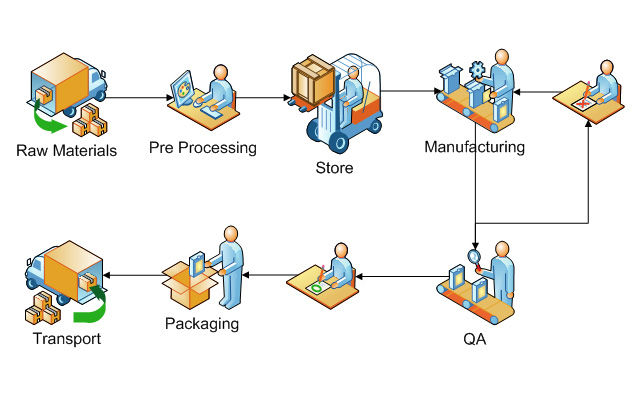 Raw Materials
Pre Processing
Store
Manufacturing
Transport
Packaging
QA